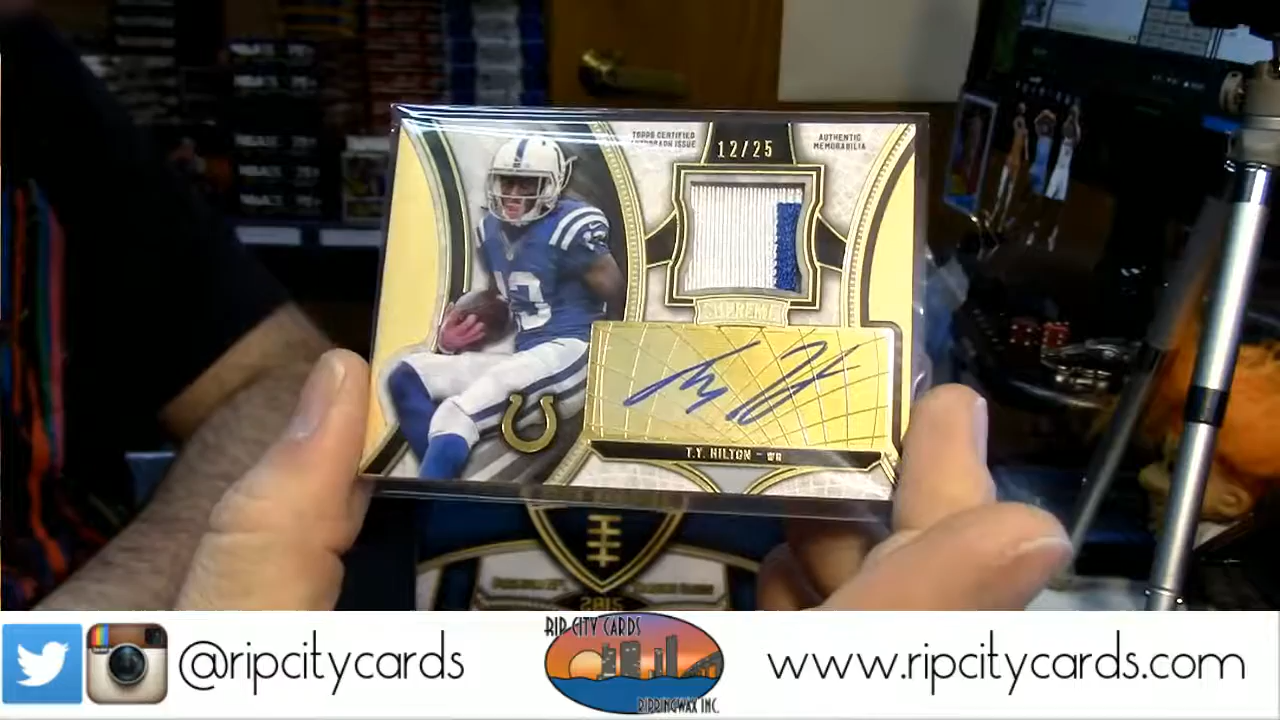 TOPPS CERTIFIED
AUTOGRAPH ISSUE
12/25
AUTHENTIC
MEMORABILIA
13
SUPREME
T.Y. HILTON - WR
2015
@ripcitycards
RIP CITY CARDS
RIPPINGWAX INC.
www.ripcitycards.com